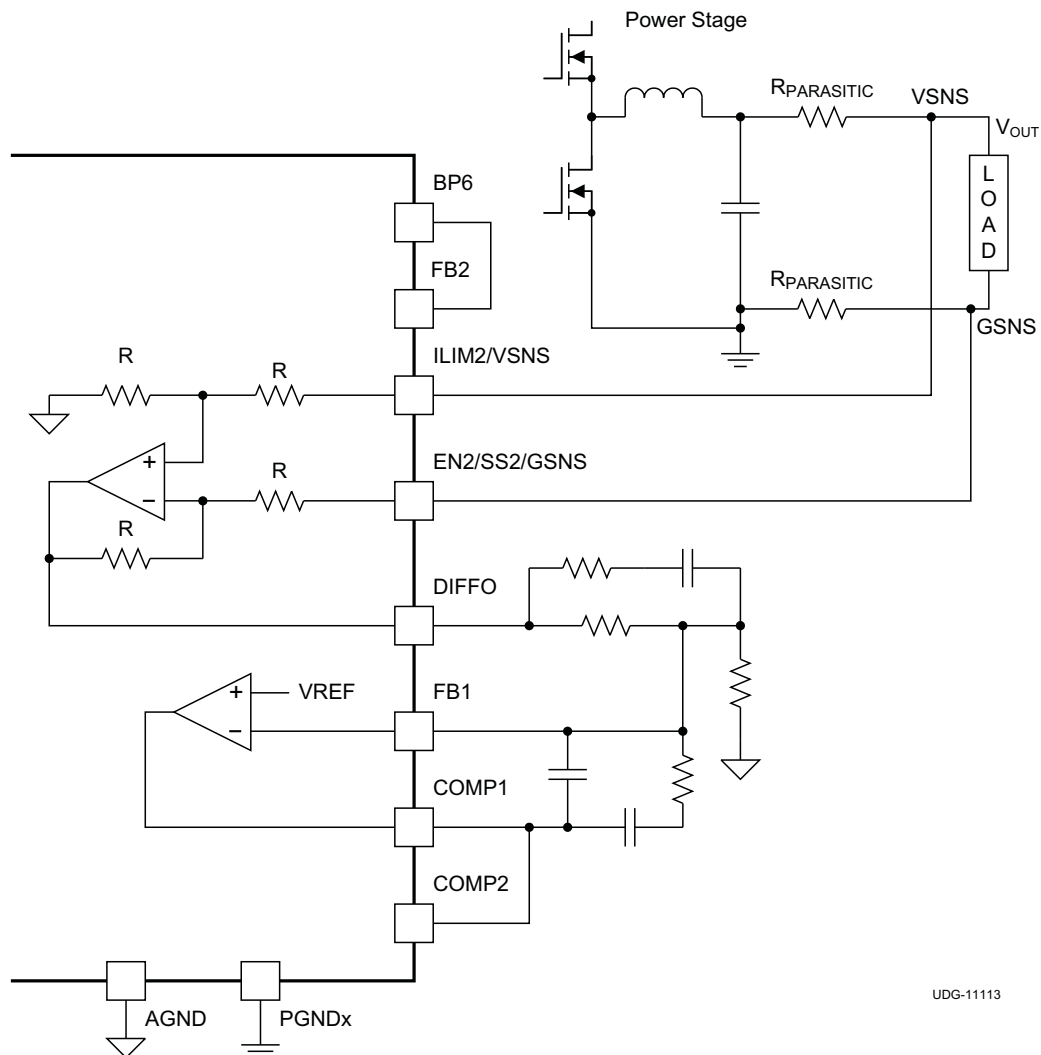 Power Stage
RPARASITIC
VSNS
VOUT
LOAD
RPARASITIC
GSNS
BP6
FB2
ILIM2/VSNS
R
R
+
−
EN2/SS2/GSNS
R
R
DIFFO
+
−
VREF
FB1
COMP1
COMP2
AGND
PGNDx
UDG-11113